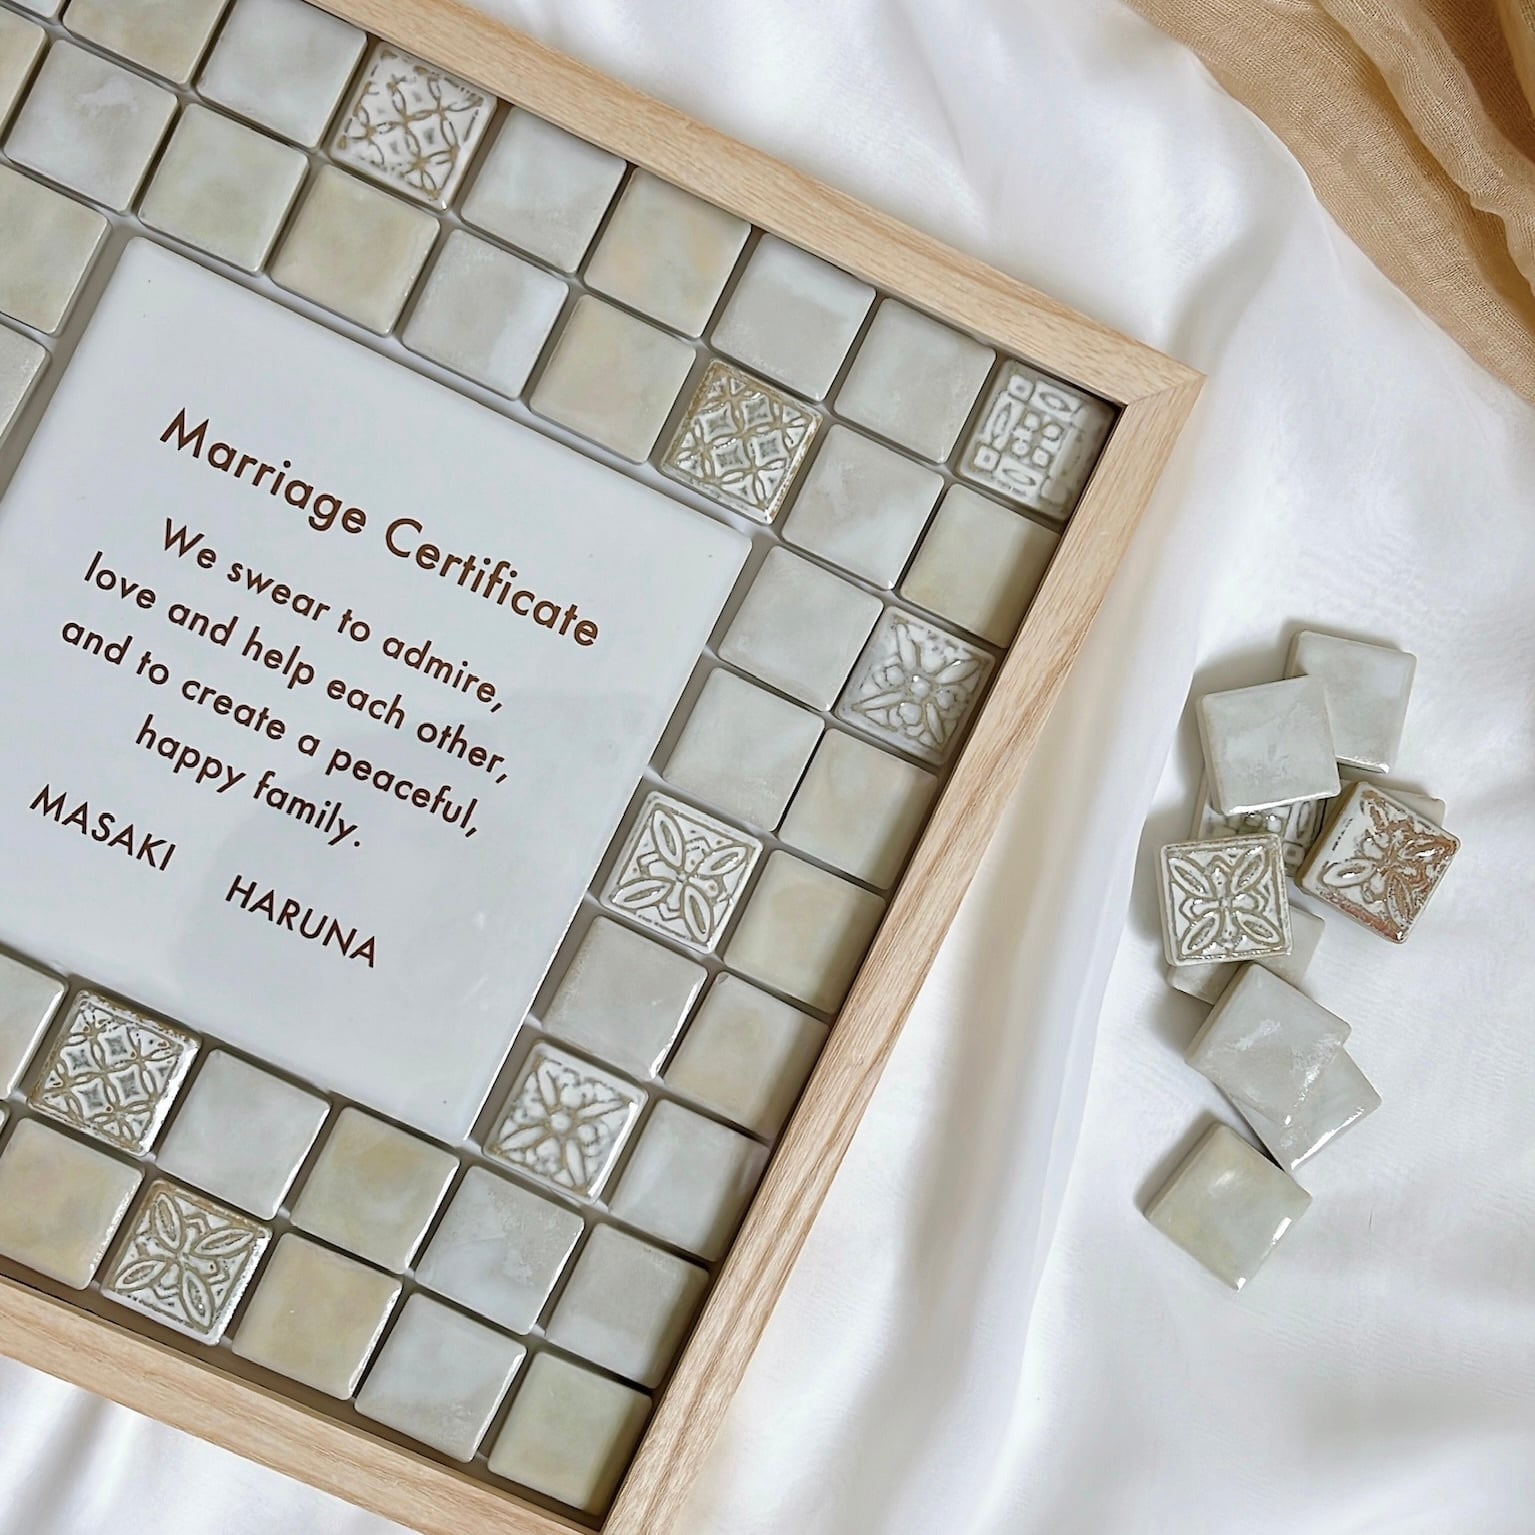 Marriage Certificate
We swear to admire,
love and help each other,
and to create a peaceful,
happy family.
MASAKI HARUNA